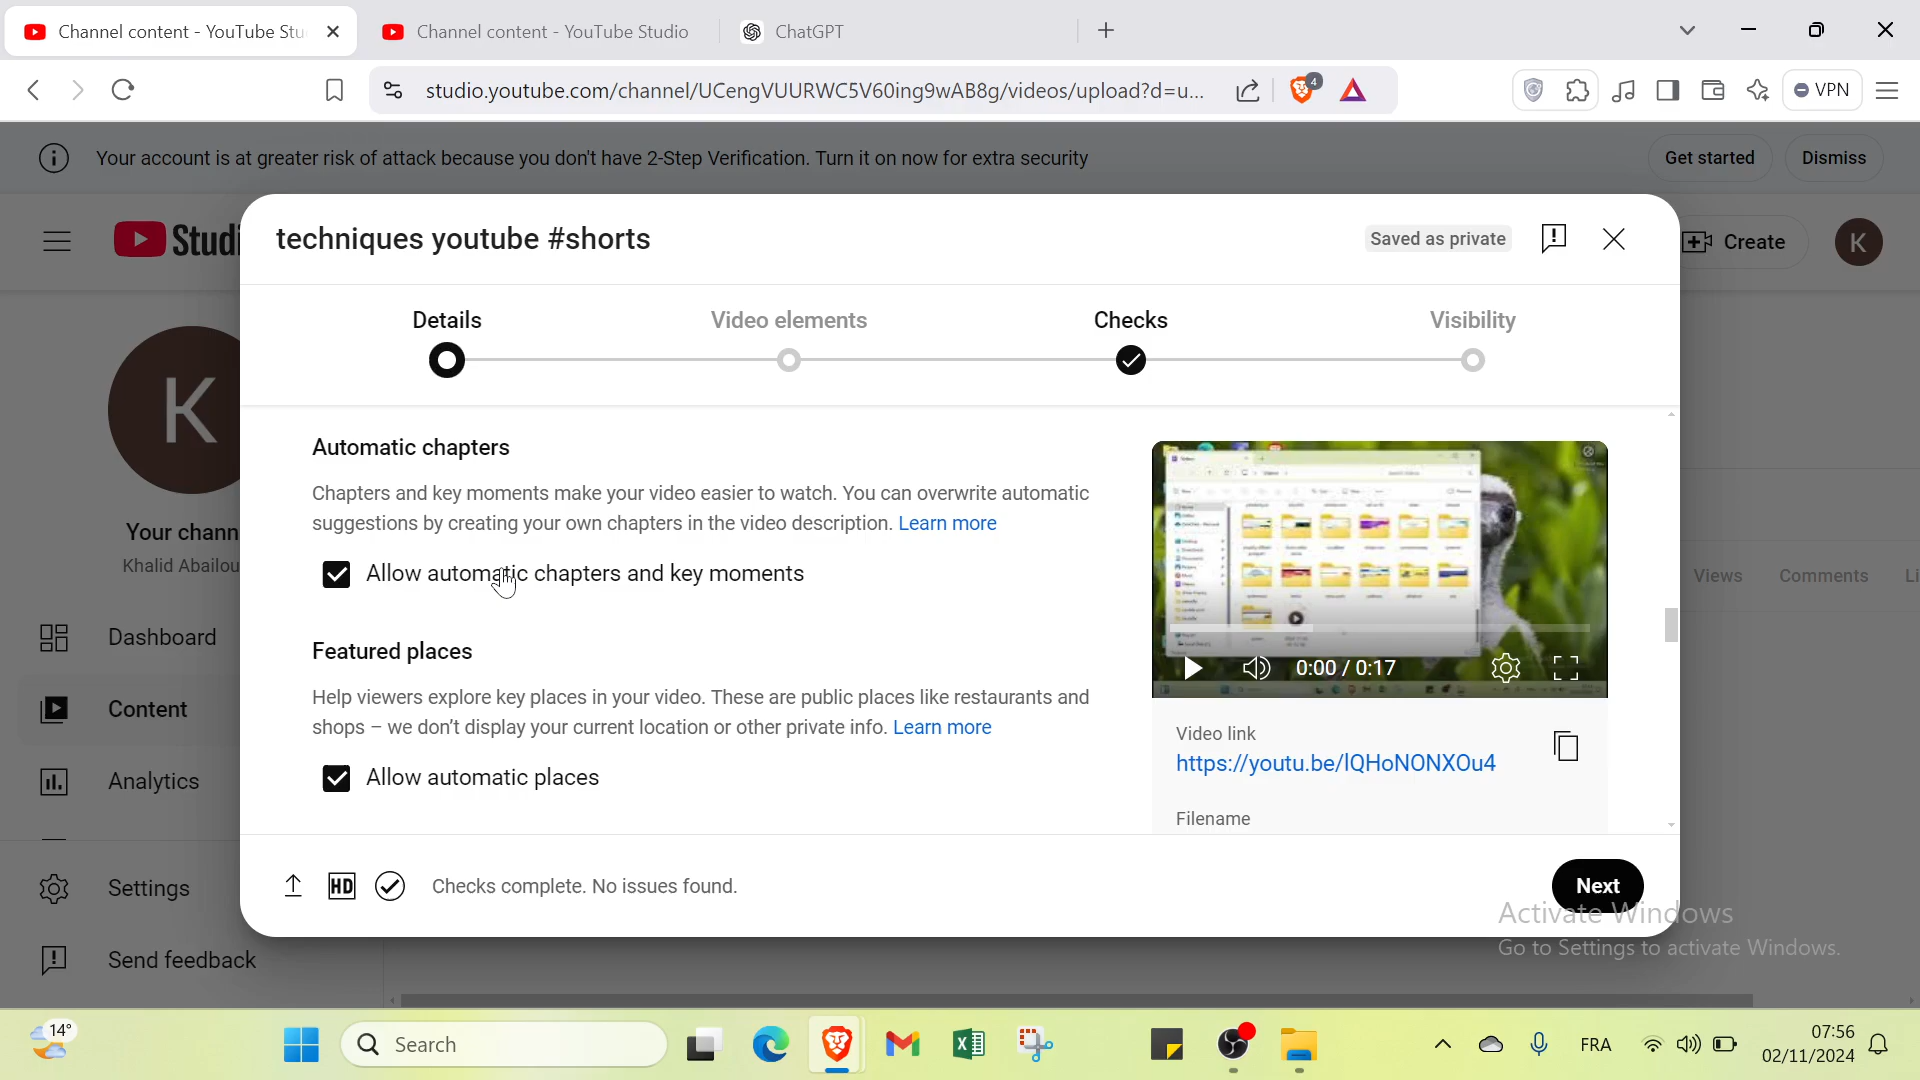 Channel content - YouTube Stu
Channel content - YouTube Studio
ChatGPT
studio.youtube.com/channel/UCengVUURWC5V60ing9wAB8g/videos/upload?d=u...
4
VPN
Your account is at greater risk of attack because you don't have 2-Step Verification. Turn it on now for extra security
Get started
Dismiss
Studi
techniques youtube #shorts
Saved as private
Create
K
Details
Video elements
Checks
Visibility
K
Your chann
Khalid Abailou
Automatic chapters
Chapters and key moments make your video easier to watch. You can overwrite automatic
suggestions by creating your own chapters in the video description. Learn more
Allow automatic chapters and key moments
Featured places
Help viewers explore key places in your video. These are public places like restaurants and
shops – we don't display your current location or other private info. Learn more
Allow automatic places
0:00 / 0:17
Video link
https://youtu.be/IQHoNONXOu4
Filename
Views
Comments
Li
Dashboard
Content
Analytics
Settings
Send feedback
HD
Checks complete. No issues found.
Next
Activate Windows
Go to Settings to activate Windows.
14°
Search
FRA
07:56
02/11/2024